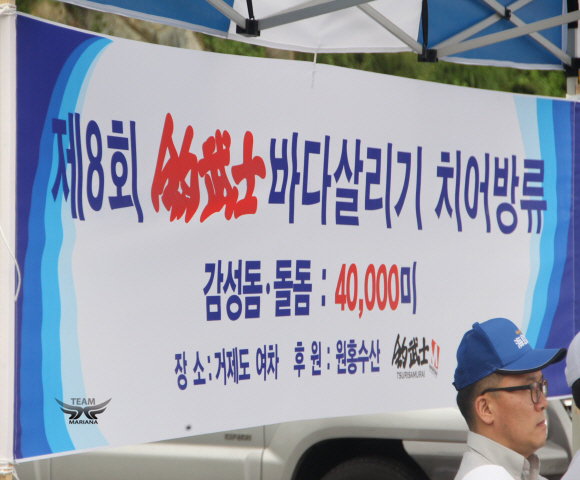 제8회 釣武士 바다살리기 치어방류
감성돔·돌돔 : 40,000미
장 소 : 거제도 여차 후 원 : 원홍수산 釣武士
TSURIBAMURAI
TEAM
MARIANA